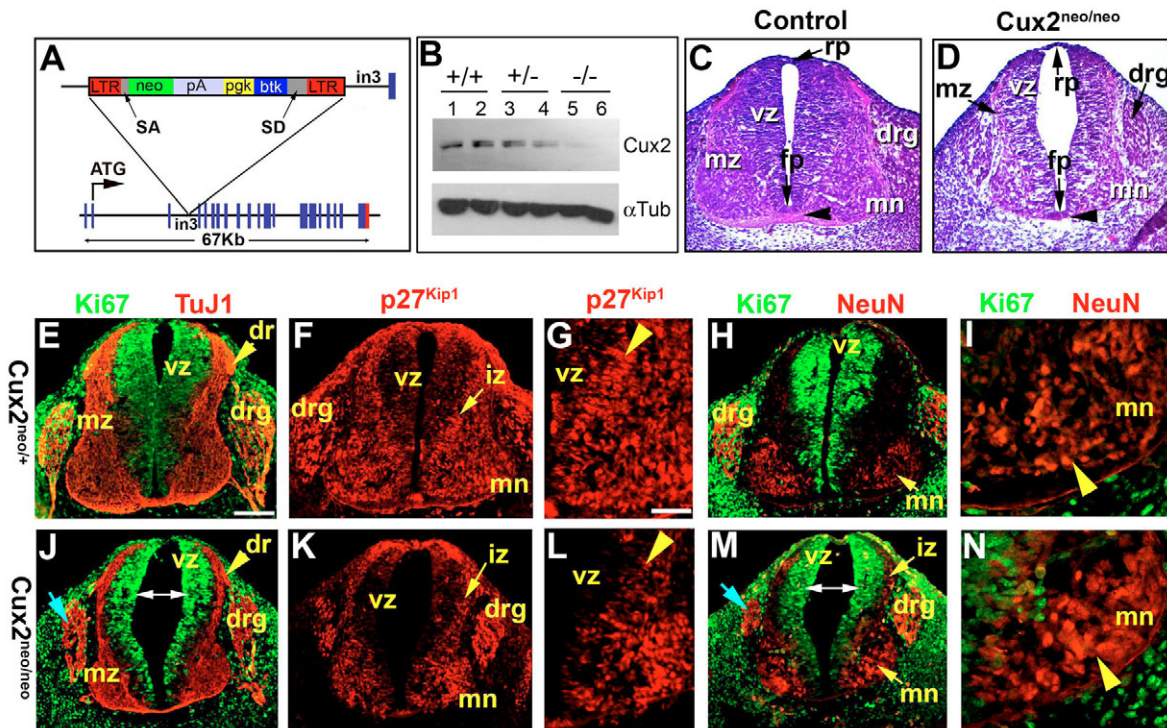 A
LTR neo pA pgk btk LTR in3
SA SD
ATG
in3
67Kb
B
+/+ +/- -/-
1 2 3 4 5 6
Cux2
αTub
Control
C
rp
vz
drg
mz
fp
mn
Cux2neo/neo
D
drg
mz
vz
rp
fp
mn
Ki67 TuJ1
p27Kip1
p27Kip1
Ki67 NeuN
Ki67 NeuN
Cux2neo/+
E
dr
vz
drg
mz
F
vz
iz
drg
mn
G
vz
H
vz
drg
mn
I
mn
Cux2neo/neo
J
vz
dr
drg
mz
K
iz
vz
drg
mn
L
vz
M
vz
iz
drg
mn
N
mn